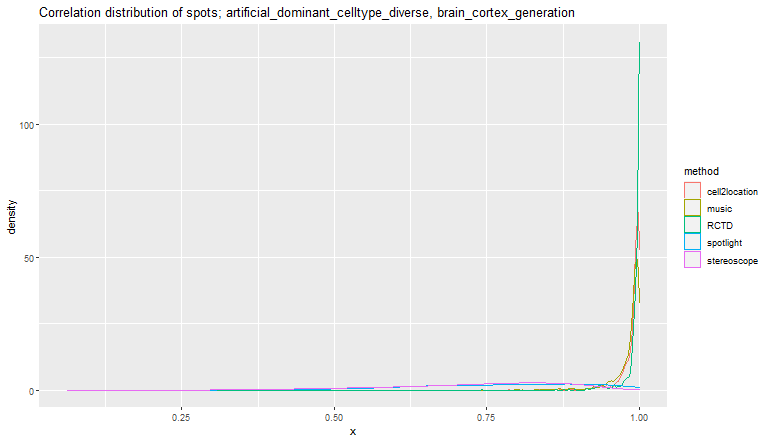 Correlation distribution of spots; artificial_dominant_celltype_diverse, brain_cortex_generation
density
100
50
0
0.25
0.50
0.75
1.00
x
method
cell2location
music
RCTD
spotlight
stereoscope